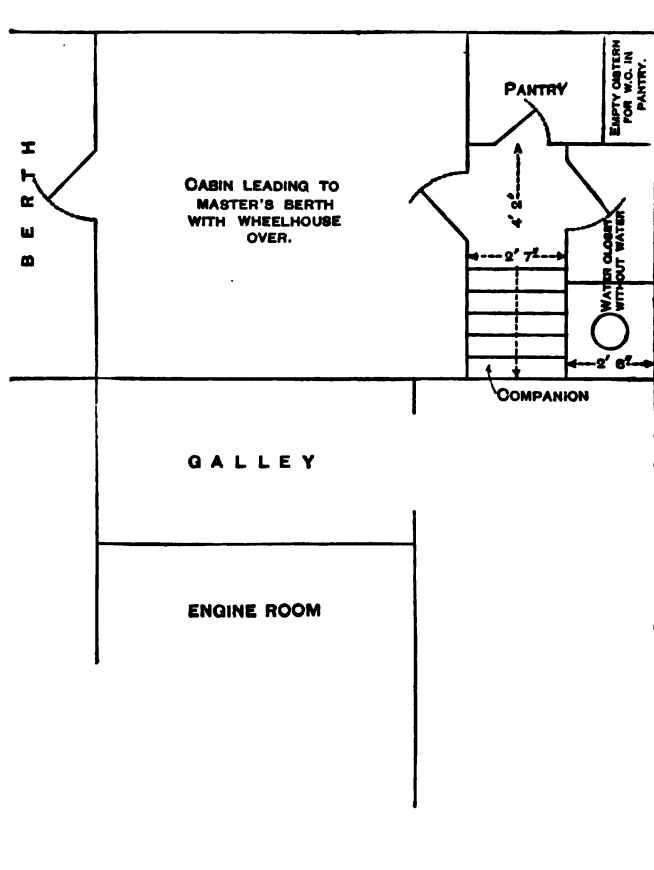 EMPTY CISTERN
FOR W.C. IN
PANTRY.
PANTRY
BERTH
CABIN LEADING TO
MASTER'S BERTH
WITH WHEELHOUSE
OVER.
4' 2"
2' 7"
WATER CLOSET
WITHOUT WATER
2' 6"
COMPANION
GALLEY
ENGINE ROOM